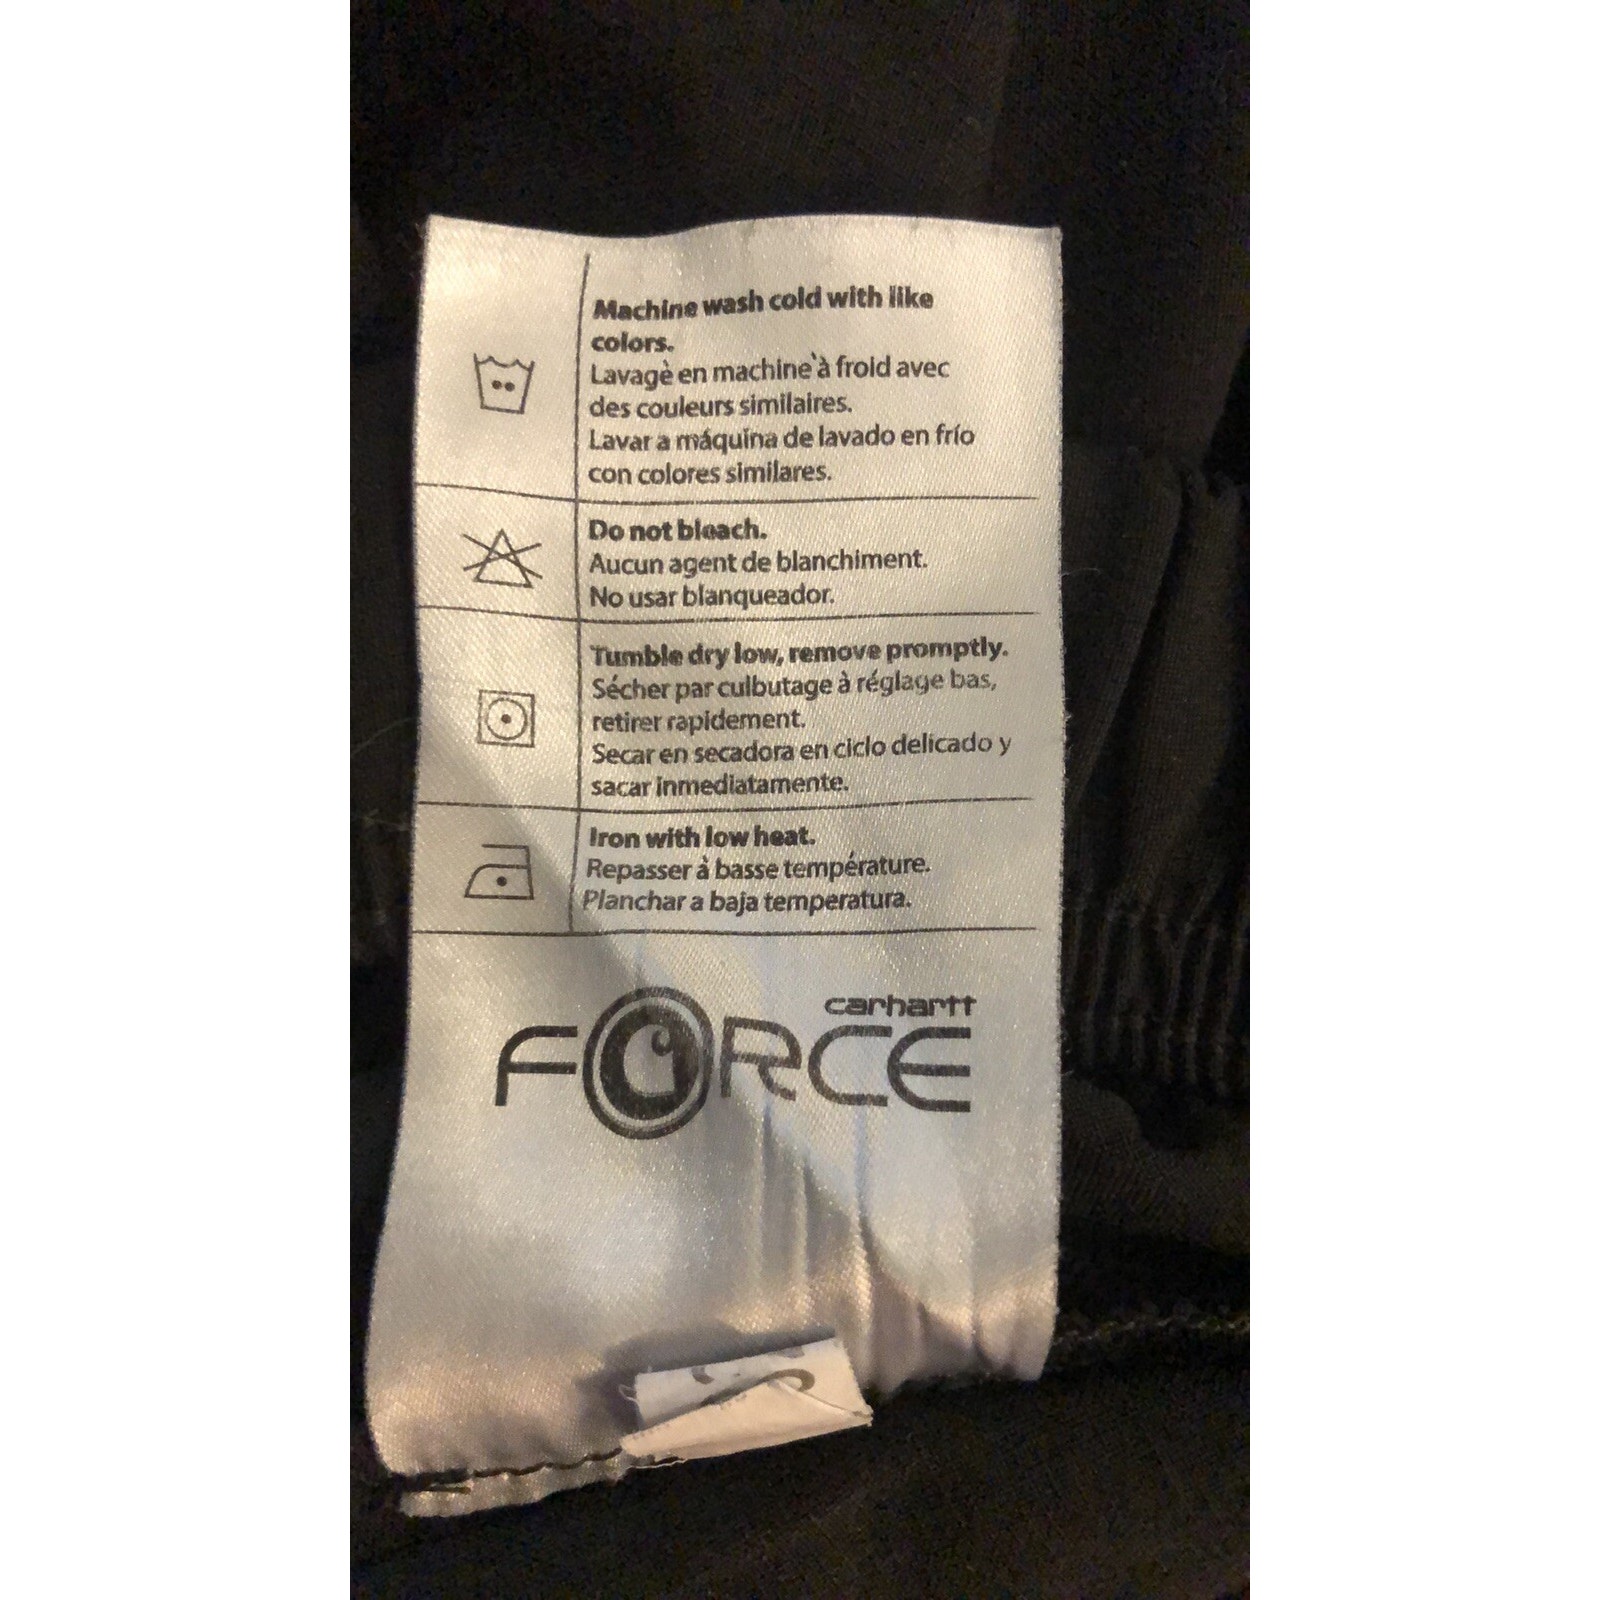 Machine wash cold with like
colors.
Lavagè en machine à froid avec
des couleurs similaires.
Lavar a máquina de lavado en frío
con colores similares.
Do not bleach.
Aucun agent de blanchiment.
No usar blanqueador.
Tumble dry low, remove promptly.
Sécher par culbutage à réglage bas,
retirer rapidement.
Secar en secadora en ciclo delicado y
sacar inmediatamente.
Iron with low heat.
Repasser à basse température.
Planchar a baja temperatura.
carhartt
FORCE